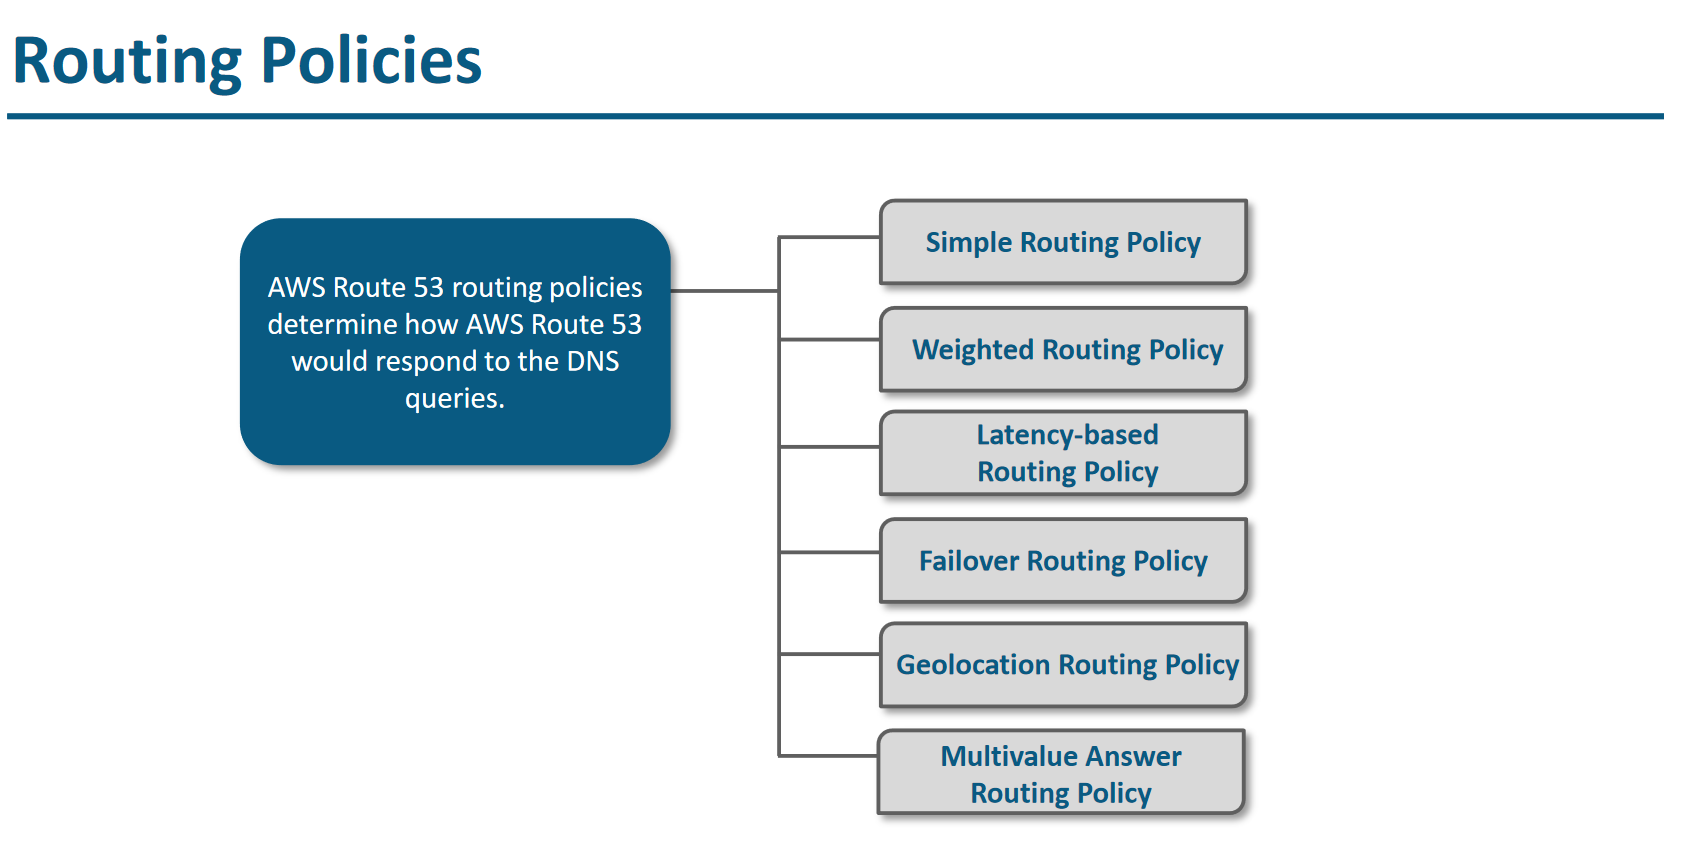 Routing Policies
AWS Route 53 routing policies
determine how AWS Route 53
would respond to the DNS
queries.
Simple Routing Policy
Weighted Routing Policy
Latency-based
Routing Policy
Failover Routing Policy
Geolocation Routing Policy
Multivalue Answer
Routing Policy